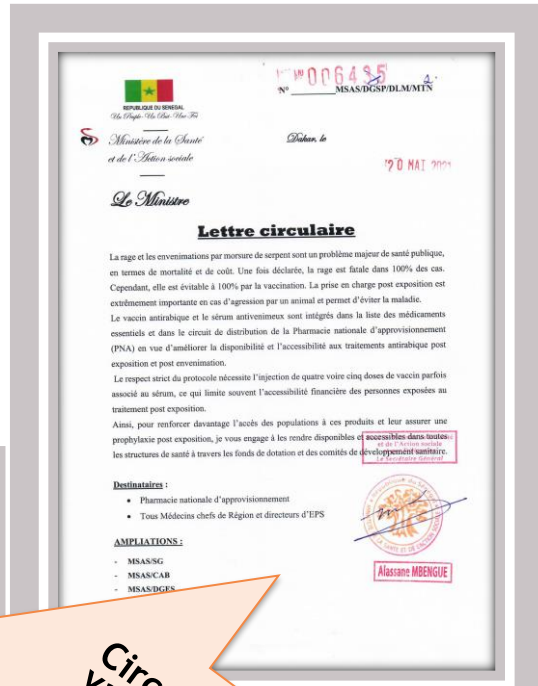 N° 006435 MSAS/DGSP/DLM/MTN
REPUBLIQUE DU SENEGAL
Un Peuple - Un But - Une Foi
Ministère de la Santé
et de l'Action sociale
Dakar, le
20 MAI
Le Ministre
Lettre circulaire
La rage et les envenimations par morsure de serpent sont un problème majeur de santé publique,
en termes de mortalité et de coût. Une fois déclarée, la rage est fatale dans 100% des cas.
Cependant, elle est évitable à 100% par la vaccination. La prise en charge post exposition est
extrêmement importante en cas d'agression par un animal et permet d'éviter la maladie.
Le vaccin antirabique et le sérum antivenimeux sont intégrés dans la liste des médicaments
essentiels et dans le circuit de distribution de la Pharmacie nationale d'approvisionnement
(PNA) en vue d'améliorer la disponibilité et l'accessibilité aux traitements antirabique post
exposition et post envenimation.
Le respect strict du protocole nécessite l'injection de quatre voire cinq doses de vaccin parfois
associé au sérum, ce qui limite souvent l'accessibilité financière des personnes exposées au
traitement post exposition.
Ainsi, pour renforcer davantage l'accès des populations à ces produits et leur assurer une
prophylaxie post exposition, je vous engage à les rendre disponibles et accessibles dans toutes
les structures de santé à travers les fonds de dotation et des comités de développement sanitaire.
et de l'Action sociale
Le Secrétaire Général
Destinataires :
• Pharmacie nationale d'approvisionnement
• Tous Médecins chefs de Région et directeurs d'EPS
AMPLIATIONS :
- MSAS/SG
- MSAS/CAB
- MSAS/DGES
Alassane MBENGUE